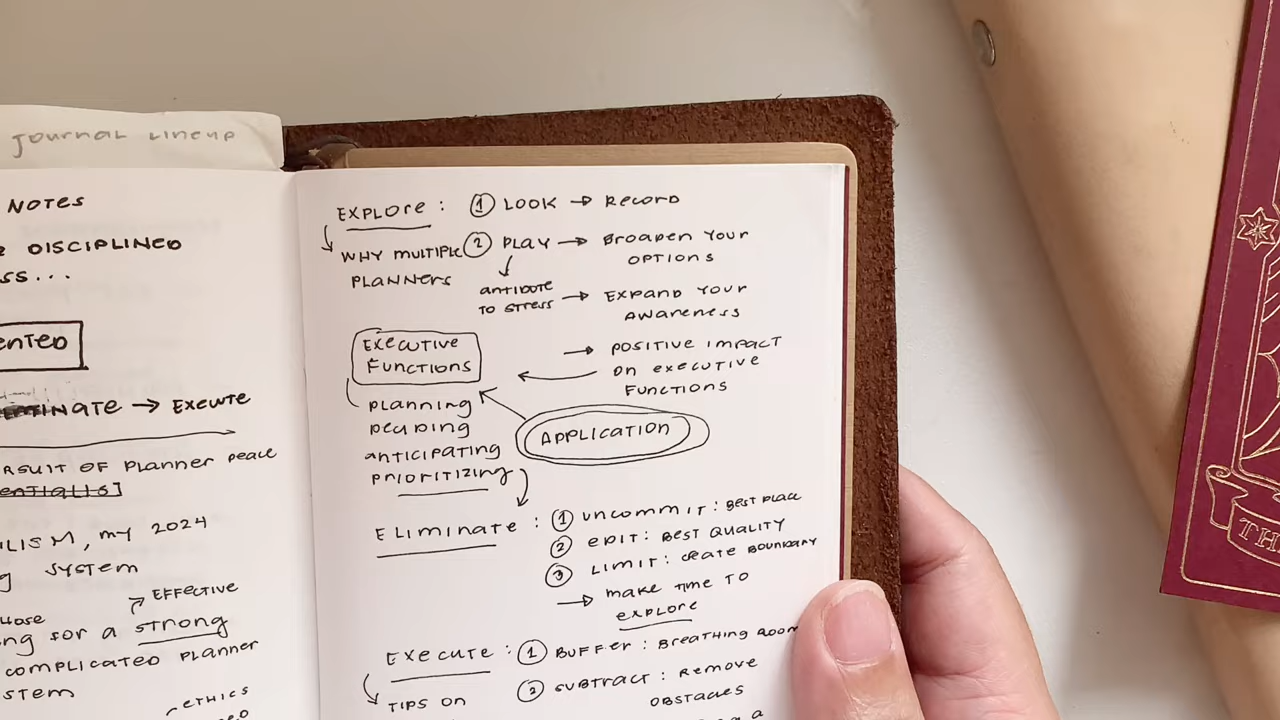 JOURNAL LINEUP
NOTES
DISCIPLINED
SS...
ENTED
INATE → EXECUTE
RSUIT OF PLANNER PEACE
ENTIALIS]
LISM, MY 2024
G SYSTEM
↗ EFFECTIVE
HOSE
NG FOR A STRONG
COMPLICATED PLANNER
STEM
ETHICS
EXPLORE : ① LOOK → RECORD
↓ WHY MULTIPLE PLANNERS
② PLAY → BROADEN YOUR
OPTIONS
↓ ANTIDOTE
TO STRESS → EXPAND YOUR
AWARENESS
→ POSITIVE IMPACT
ON EXECUTIVE
FUNCTIONS
EXECUTIVE
FUNCTIONS
PLANNING
DECIDING
ANTICIPATING
PRIORITIZING
APPLICATION
ELIMINATE : ① UNCOMMIT : BEST PLACE
② EDIT : BEST QUALITY
③ LIMIT : CREATE BOUNDARY
→ MAKE TIME TO
EXPLORE
EXECUTE : ① BUFFER : BREATHING ROOM
② SUBTRACT : REMOVE
OBSTACLES
↓ TIPS ON
TH